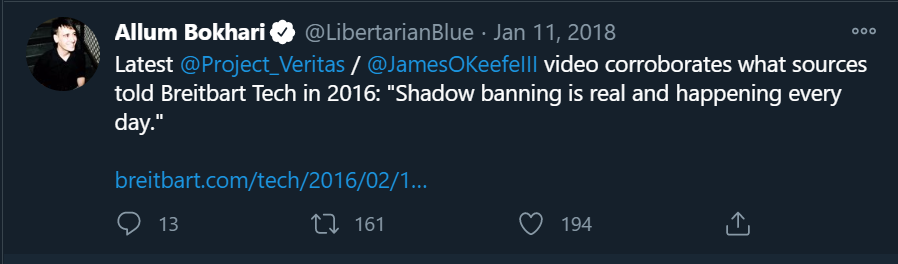 Allum Bokhari @LibertarianBlue · Jan 11, 2018
Latest @Project_Veritas / @JamesOKeefeIII video corroborates what sources
told Breitbart Tech in 2016: "Shadow banning is real and happening every
day."
breitbart.com/tech/2016/02/1...
13 161 194